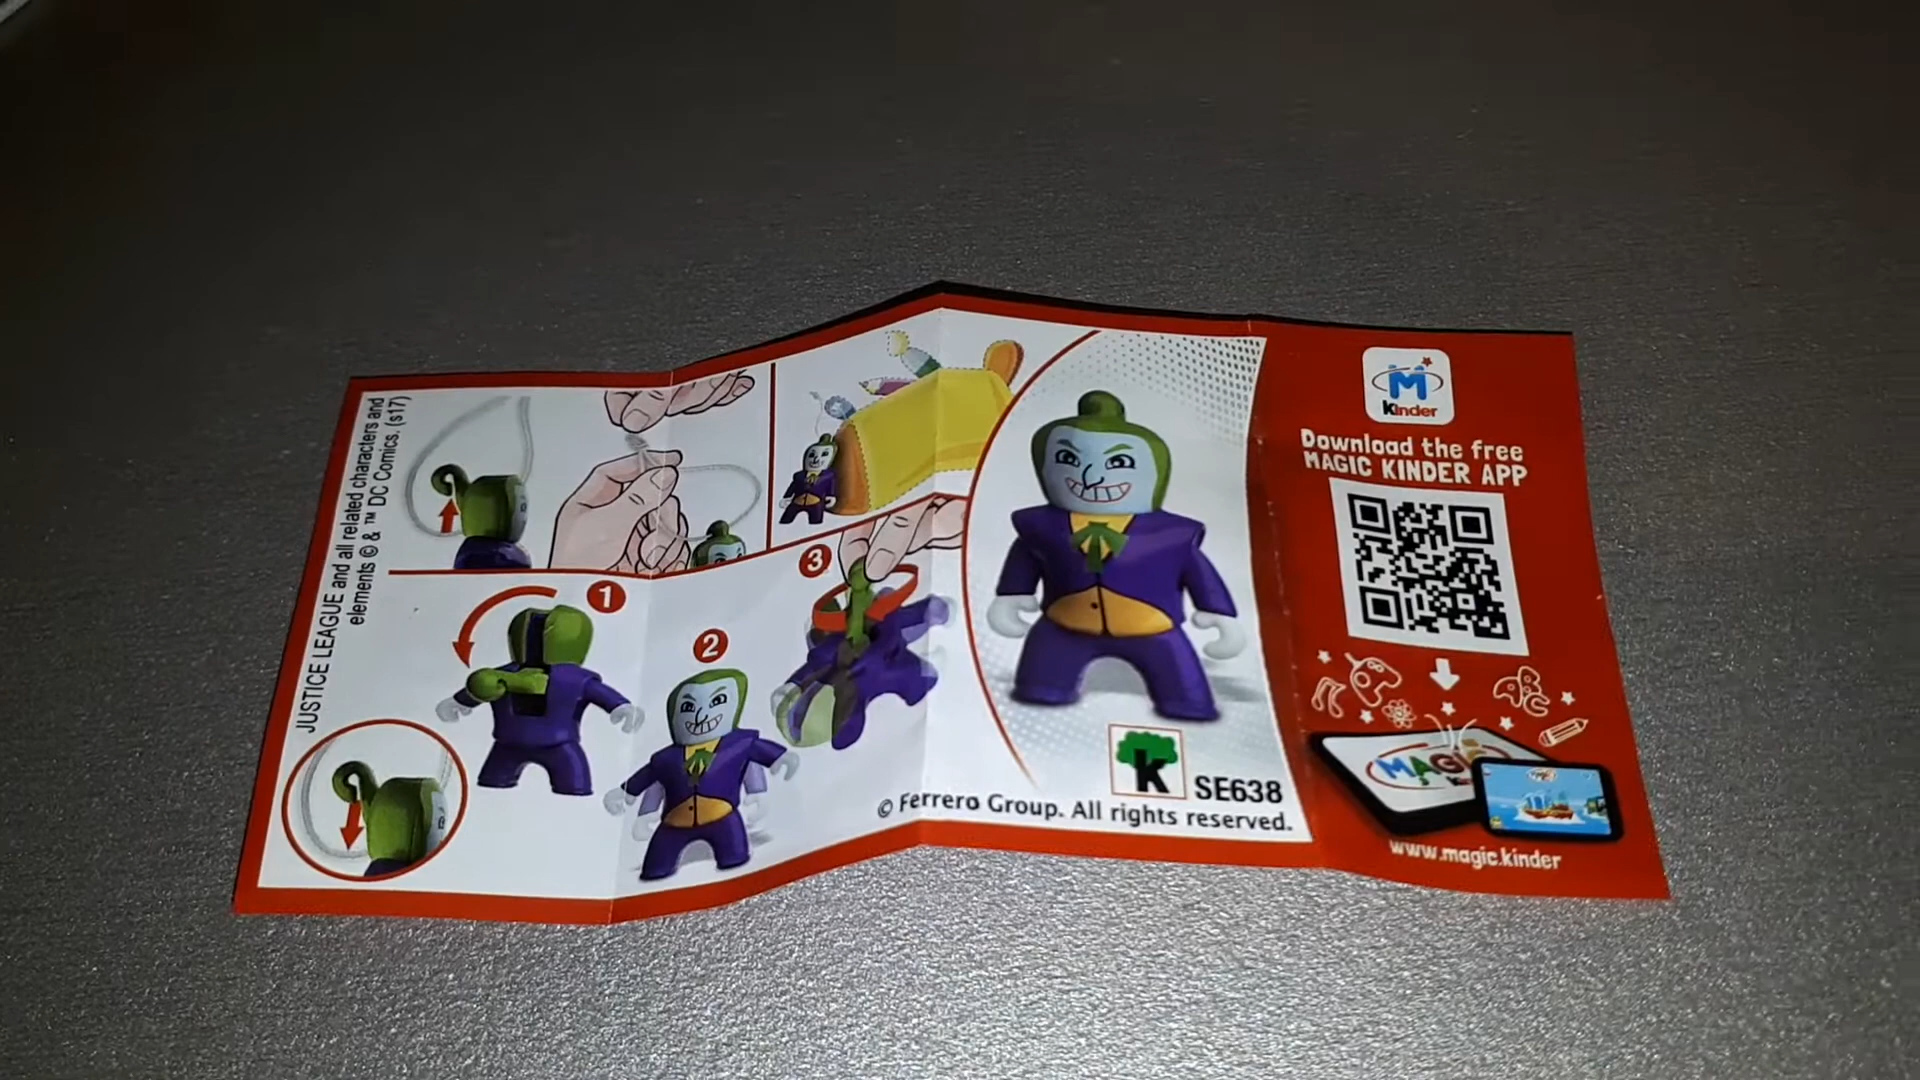 JUSTICE LEAGUE and all related characters and
elements © & ™ DC Comics. (s17)
1
2
3
K
SE638
© Ferrero Group. All rights reserved.
M
Kinder
Download the free
MAGIC KINDER APP
MAGIC
www.magic.kinder